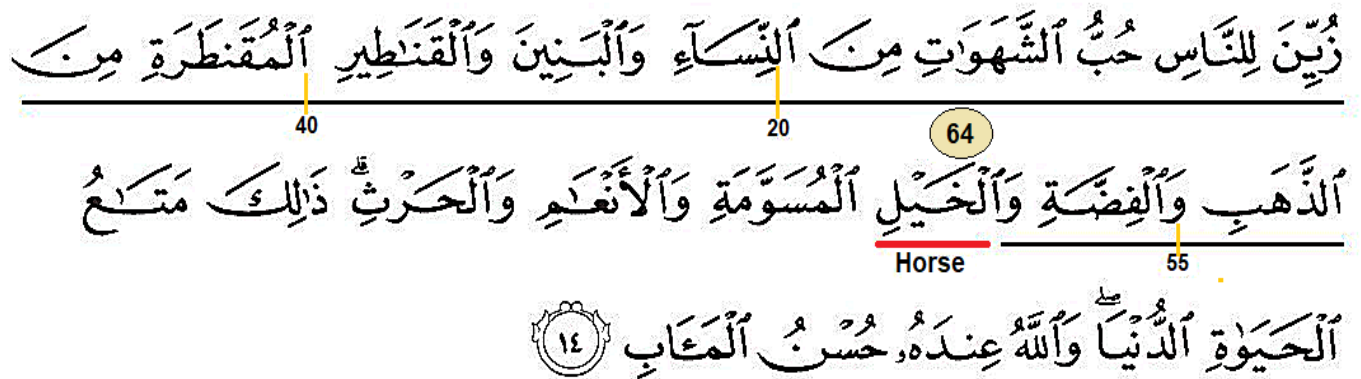 زُيِّنَ لِلنَّاسِ حُبُّ ٱلشَّهَوَٰتِ مِنَ ٱلنِّسَآءِ وَٱلْبَنِينَ وَٱلْقَنَٰطِيرِ ٱلْمُقَنطَرَةِ مِنَ
40 20
64
ٱلذَّهَبِ وَٱلْفِضَّةِ وَٱلْخَيْلِ ٱلْمُسَوَّمَةِ وَٱلْأَنْعَٰمِ وَٱلْحَرْثِۗ ذَٰلِكَ مَتَٰعُ
Horse 55
ٱلْحَيَوٰةِ ٱلدُّنْيَاۖ وَٱللَّهُ عِندَهُۥ حُسْنُ ٱلْمَـَٔابِ ١٤